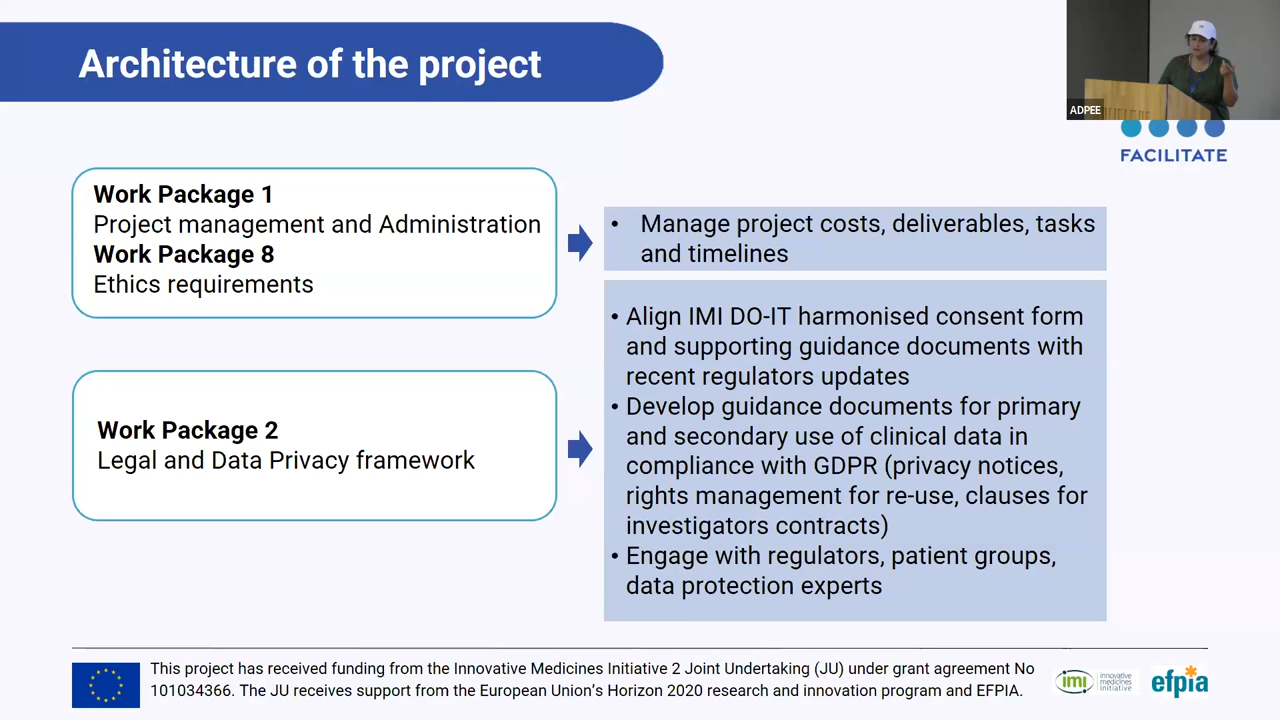 Architecture of the project
ADPEE
FACILITATE
Work Package 1
Project management and Administration
Work Package 8
Ethics requirements
• Manage project costs, deliverables, tasks
and timelines
Work Package 2
Legal and Data Privacy framework
• Align IMI DO-IT harmonised consent form
and supporting guidance documents with
recent regulators updates
• Develop guidance documents for primary
and secondary use of clinical data in
compliance with GDPR (privacy notices,
rights management for re-use, clauses for
investigators contracts)
• Engage with regulators, patient groups,
data protection experts
This project has received funding from the Innovative Medicines Initiative 2 Joint Undertaking (JU) under grant agreement No
101034366. The JU receives support from the European Union’s Horizon 2020 research and innovation program and EFPIA.
imi
innovative
medicines
initiative
efpia